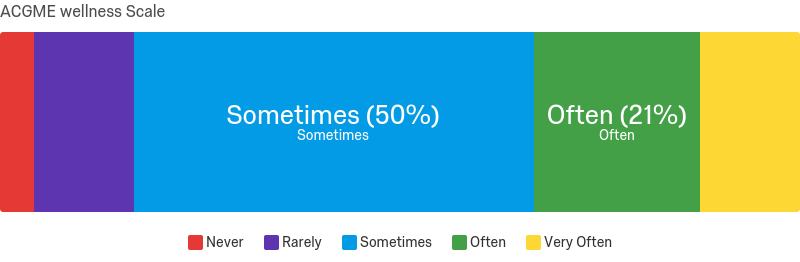 ACGME wellness Scale
Sometimes (50%)
Sometimes
Often (21%)
Often
Never
Rarely
Sometimes
Often
Very Often